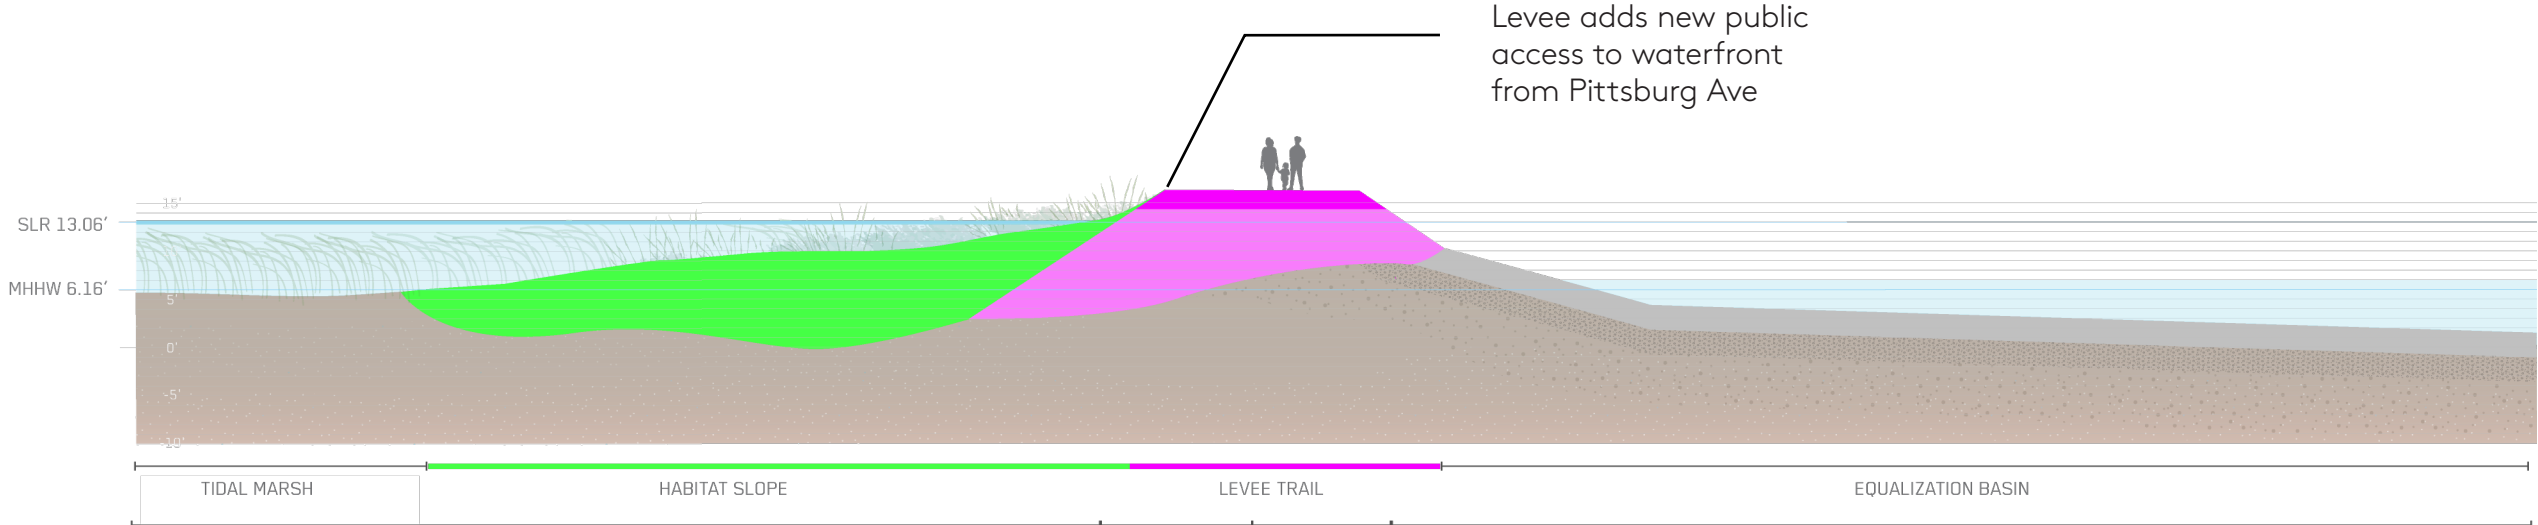 Levee adds new public
access to waterfront
from Pittsburg Ave
15'
SLR 13.06'
MHHW 6.16'
5'
0'
-5'
-10'
TIDAL MARSH
HABITAT SLOPE
LEVEE TRAIL
EQUALIZATION BASIN